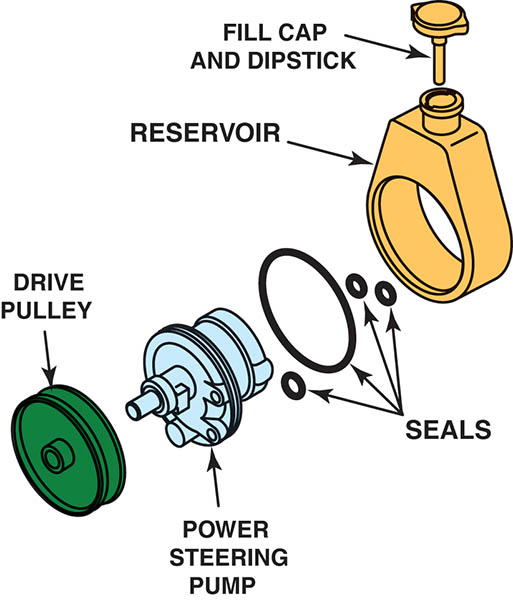 FILL CAP
AND DIPSTICK
RESERVOIR
DRIVE
PULLEY
SEALS
POWER
STEERING
PUMP